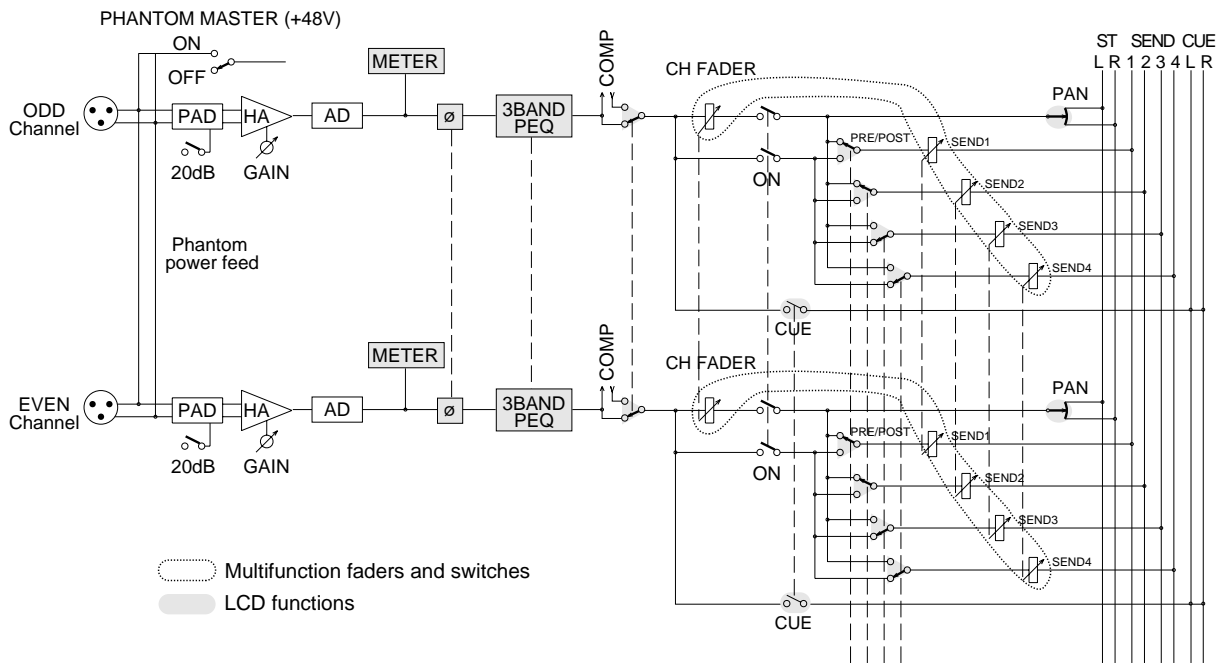 PHANTOM MASTER (+48V)
ON
OFF
METER
COMP
CH FADER
ST SEND CUE
L R 1 2 3 4 L R
PAN
ODD
Channel
PAD
HA
AD
ø
3BAND
PEQ
PRE/POST
SEND1
20dB
GAIN
ON
SEND2
Phantom
power feed
SEND3
SEND4
CUE
METER
COMP
CH FADER
PAN
EVEN
Channel
PAD
HA
AD
ø
3BAND
PEQ
PRE/POST
SEND1
20dB
GAIN
ON
SEND2
SEND3
SEND4
Multifunction faders and switches
LCD functions
CUE